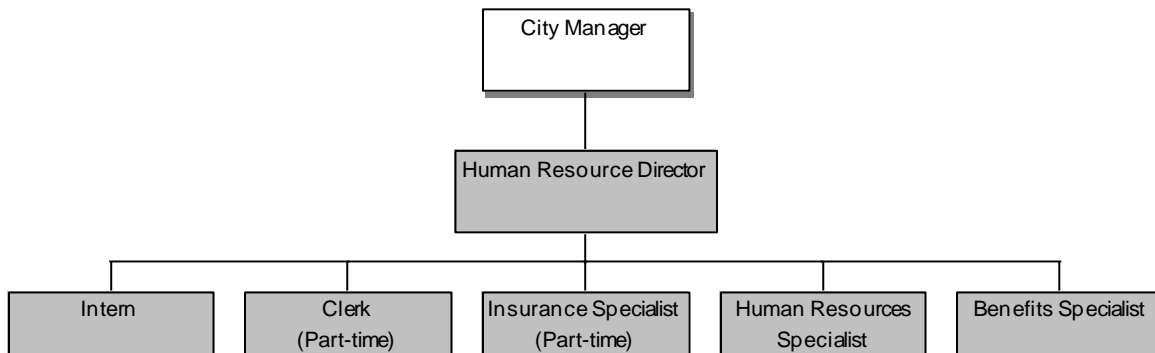 City Manager
Human Resource Director
Intern
Clerk
(Part-time)
Insurance Specialist
(Part-time)
Human Resources
Specialist
Benefits Specialist